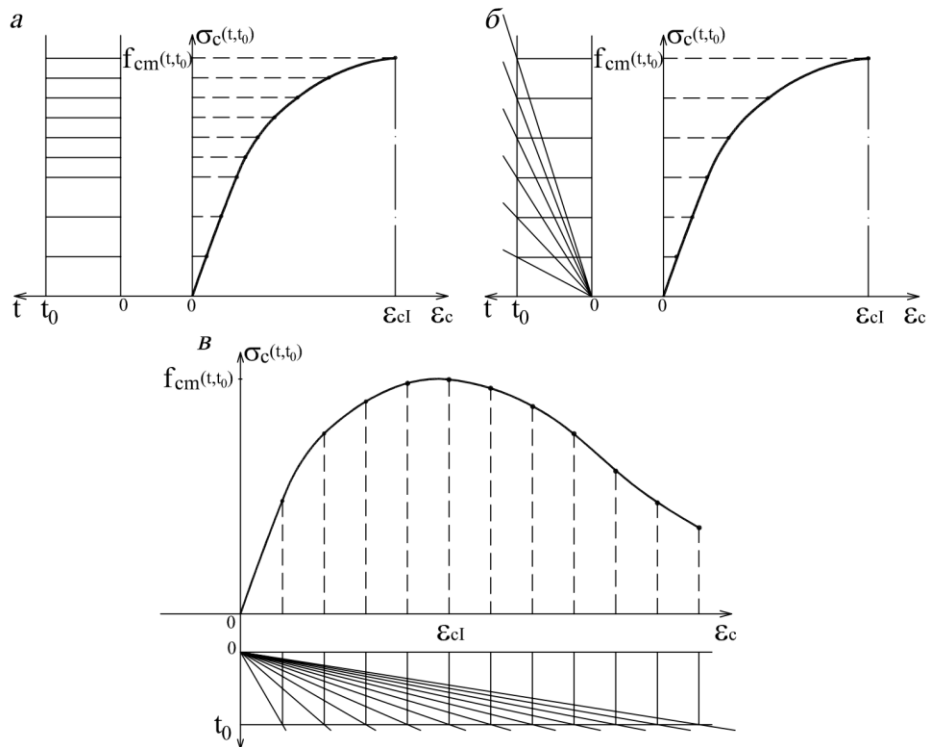 а
σc(t,t0)
fcm(t,t0)
t t0 0 0 εcI εc
б
σc(t,t0)
fcm(t,t0)
t t0 0 0 εcI εc
в
σc(t,t0)
fcm(t,t0)
0 εcI εc
0
t0